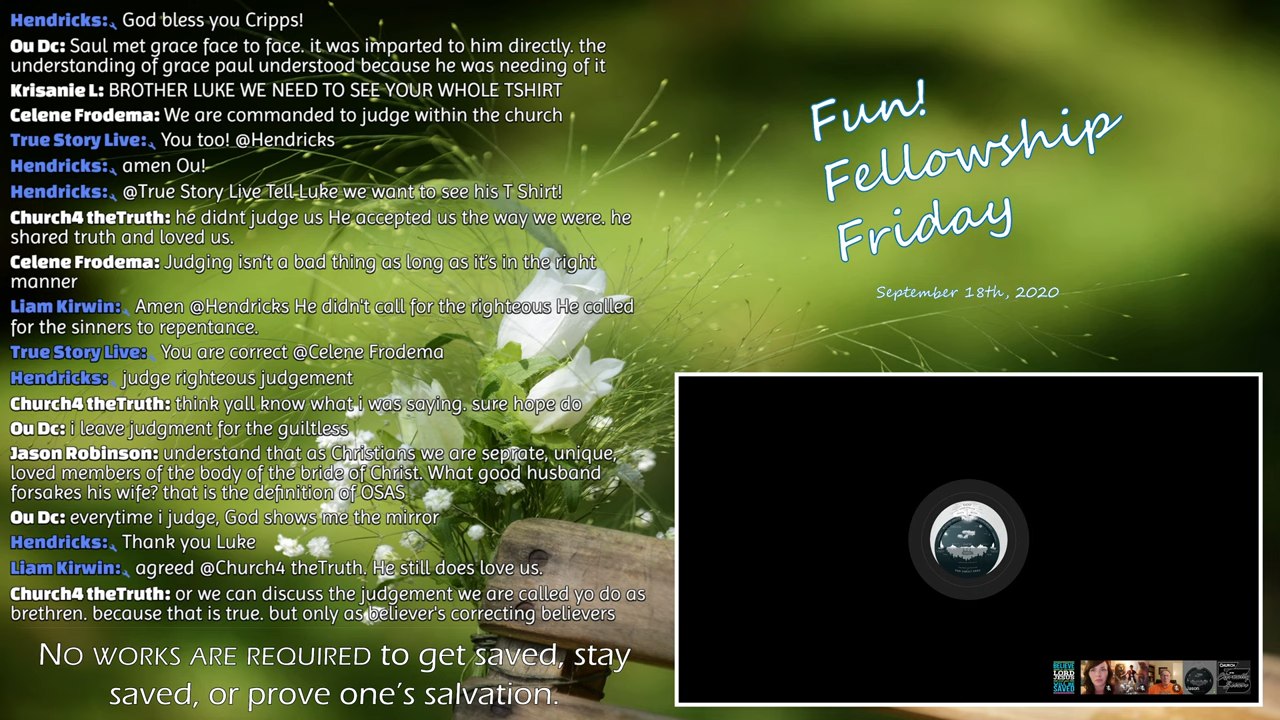 Hendricks: God bless you Cripps!
Ou Dc: Saul met grace face to face. it was imparted to him directly. the
understanding of grace paul understood because he was needing of it
Krisanie L: BROTHER LUKE WE NEED TO SEE YOUR WHOLE TSHIRT
Celene Frodema: We are commanded to judge within the church
True Story Live: You too! @Hendricks
Hendricks: amen Ou!
Hendricks: @True Story Live Tell Luke we want to see his T Shirt!
Church4 theTruth: he didnt judge us He accepted us the way we were. he
shared truth and loved us.
Celene Frodema: Judging isn't a bad thing as long as it's in the right
manner
Liam Kirwin: Amen @Hendricks He didn't call for the righteous He called
for the sinners to repentance.
True Story Live: You are correct @Celene Frodema
Hendricks: judge righteous judgement
Church4 theTruth: think yall know what i was saying. sure hope do
Ou Dc: i leave judgment for the guiltless
Jason Robinson: understand that as Christians we are seprate, unique,
loved members of the body of the bride of Christ. What good husband
forsakes his wife? that is the definition of OSAS
Ou Dc: everytime i judge, God shows me the mirror
Hendricks: Thank you Luke
Liam Kirwin: agreed @Church4 theTruth. He still does love us.
Church4 theTruth: or we can discuss the judgement we are called yo do as
brethren. because that is true. but only as believer's correcting believers
NO WORKS ARE REQUIRED to get saved, stay
saved, or prove one's salvation.
Fun!
Fellowship
Friday
September 18th, 2020
BELIEVE
LORD
JESUS
SAVED
Jason
CHURCH